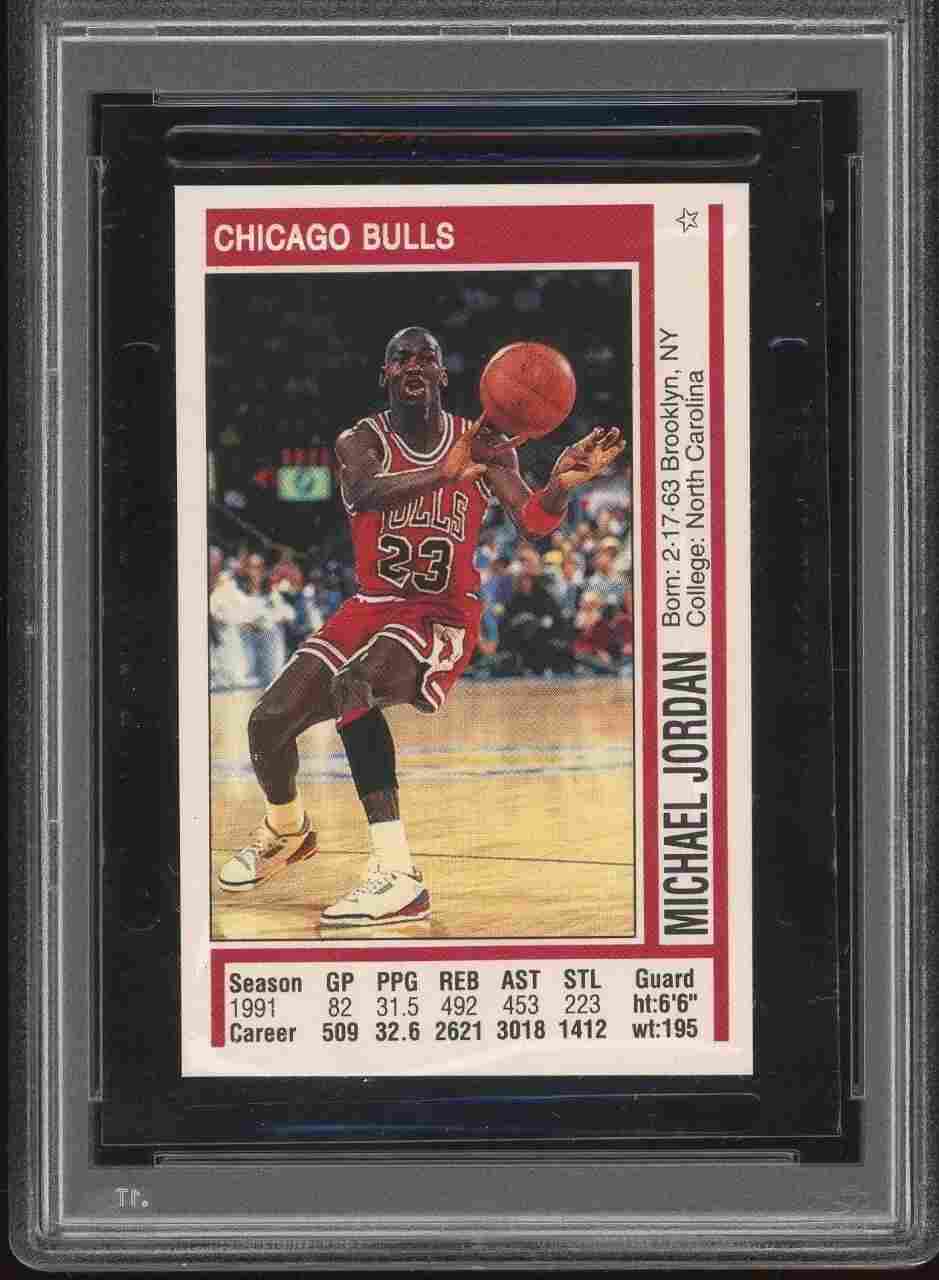 CHICAGO BULLS
BULLS
23
MICHAEL JORDAN
Born: 2·17·63 Brooklyn, NY
College: North Carolina
Season GP PPG REB AST STL Guard
1991 82 31.5 492 453 223 ht:6'6"
Career 509 32.6 2621 3018 1412 wt:195